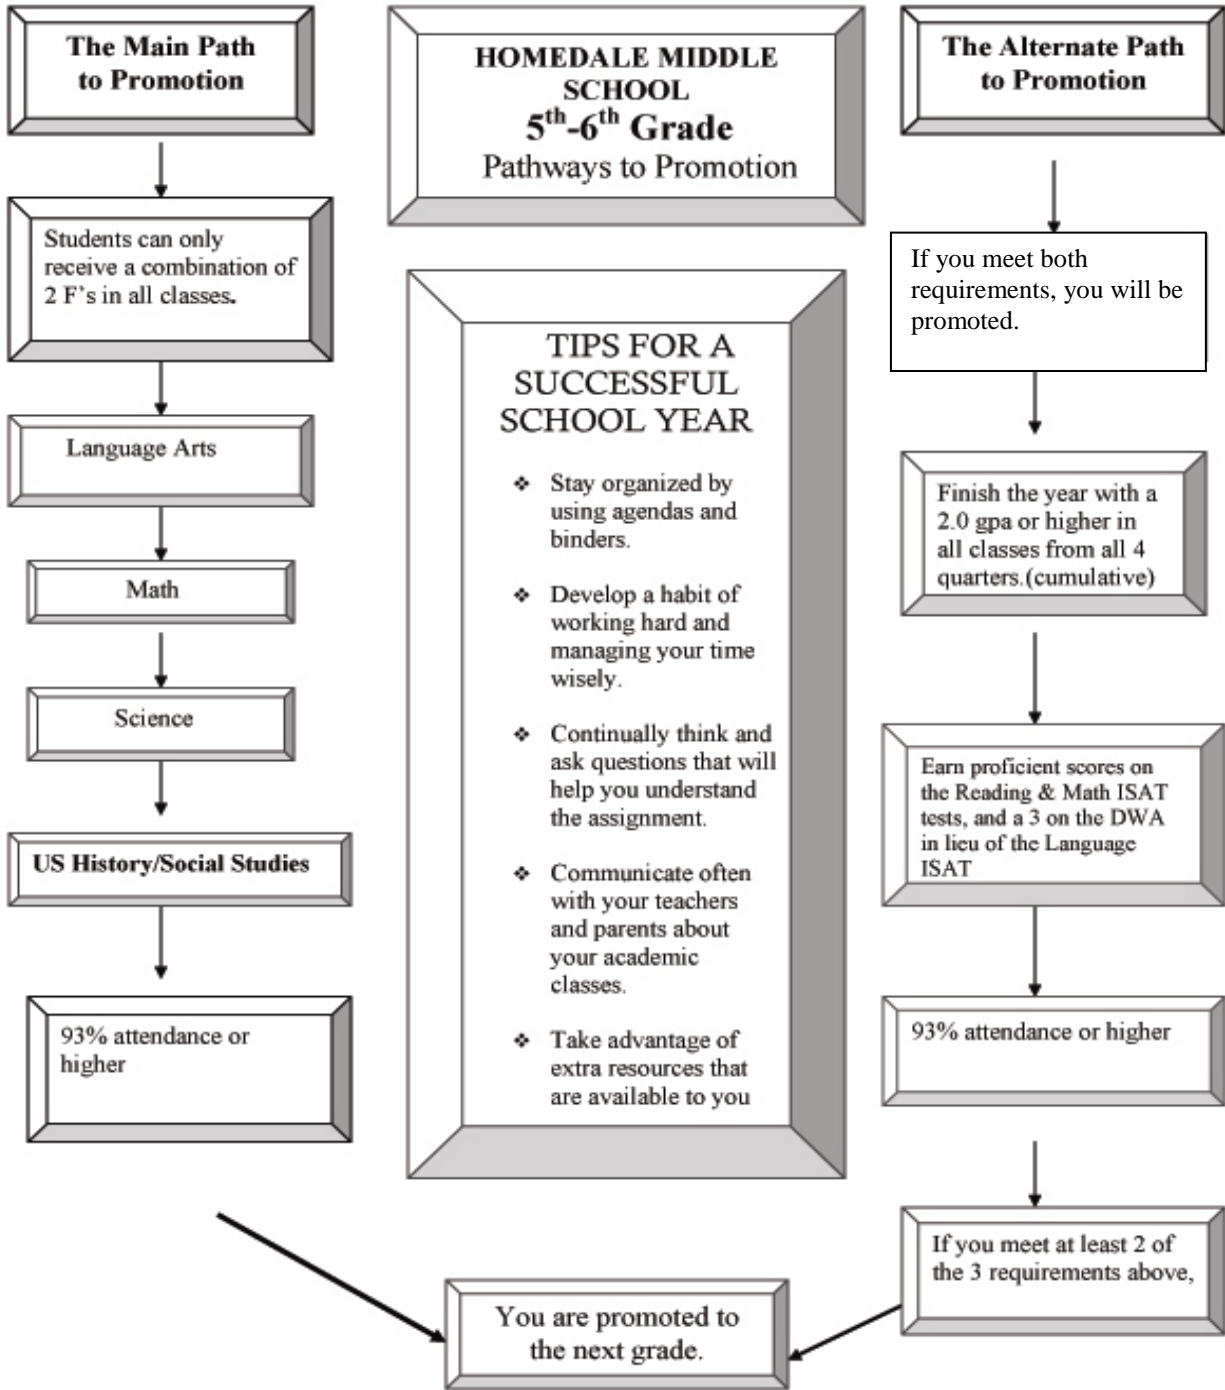 The Main Path
to Promotion
Students can only
receive a combination of
2 F's in all classes.
Language Arts
Math
Science
US History/Social Studies
93% attendance or
higher
HOMEDALE MIDDLE
SCHOOL
5th-6th Grade
Pathways to Promotion
TIPS FOR A
SUCCESSFUL
SCHOOL YEAR
❖ Stay organized by
using agendas and
binders.
❖ Develop a habit of
working hard and
managing your time
wisely.
❖ Continually think and
ask questions that will
help you understand
the assignment.
❖ Communicate often
with your teachers
and parents about
your academic
classes.
❖ Take advantage of
extra resources that
are available to you
The Alternate Path
to Promotion
If you meet both
requirements, you will be
promoted.
Finish the year with a
2.0 gpa or higher in
all classes from all 4
quarters.(cumulative)
Earn proficient scores on
the Reading & Math ISAT
tests, and a 3 on the DWA
in lieu of the Language
ISAT
93% attendance or higher
If you meet at least 2 of
the 3 requirements above,
You are promoted to
the next grade.